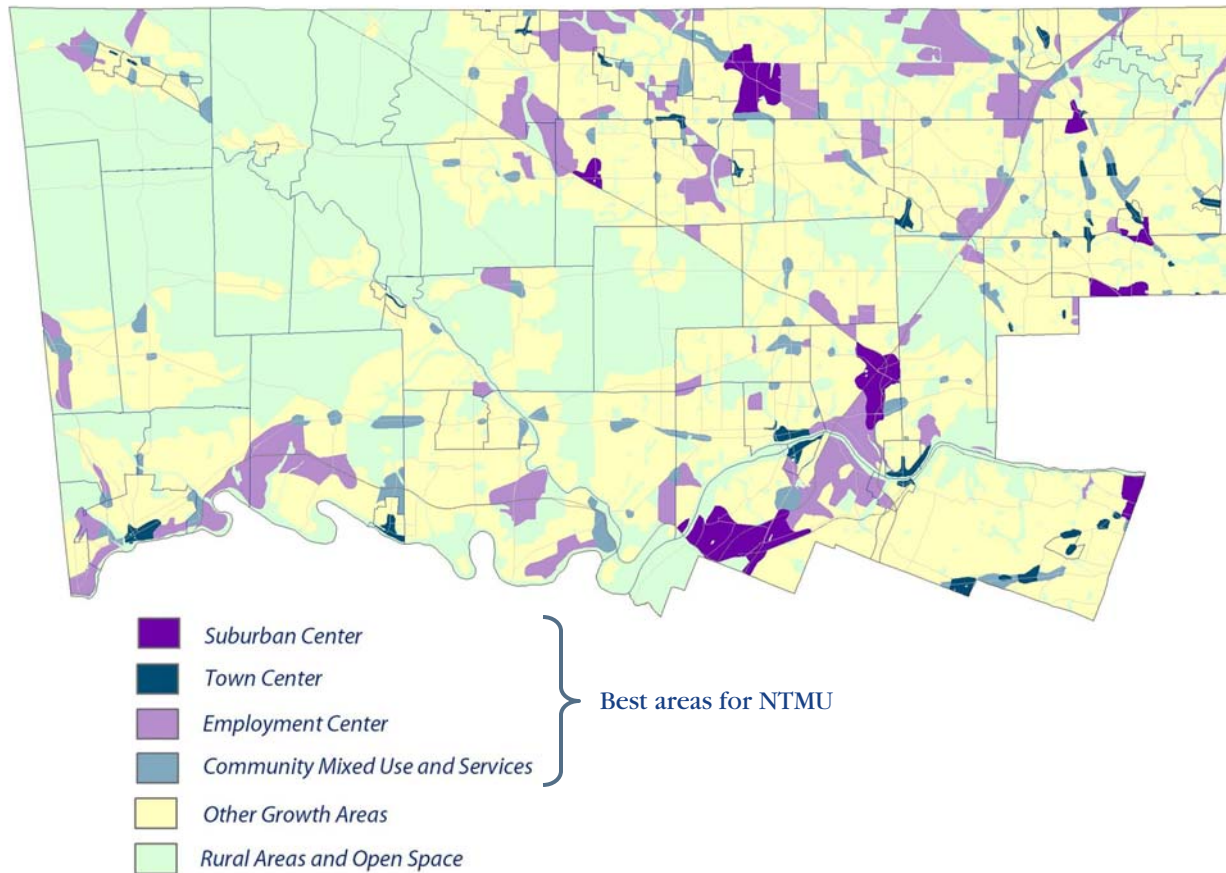 Suburban Center
Town Center
Employment Center
Community Mixed Use and Services
Other Growth Areas
Rural Areas and Open Space
Best areas for NTMU